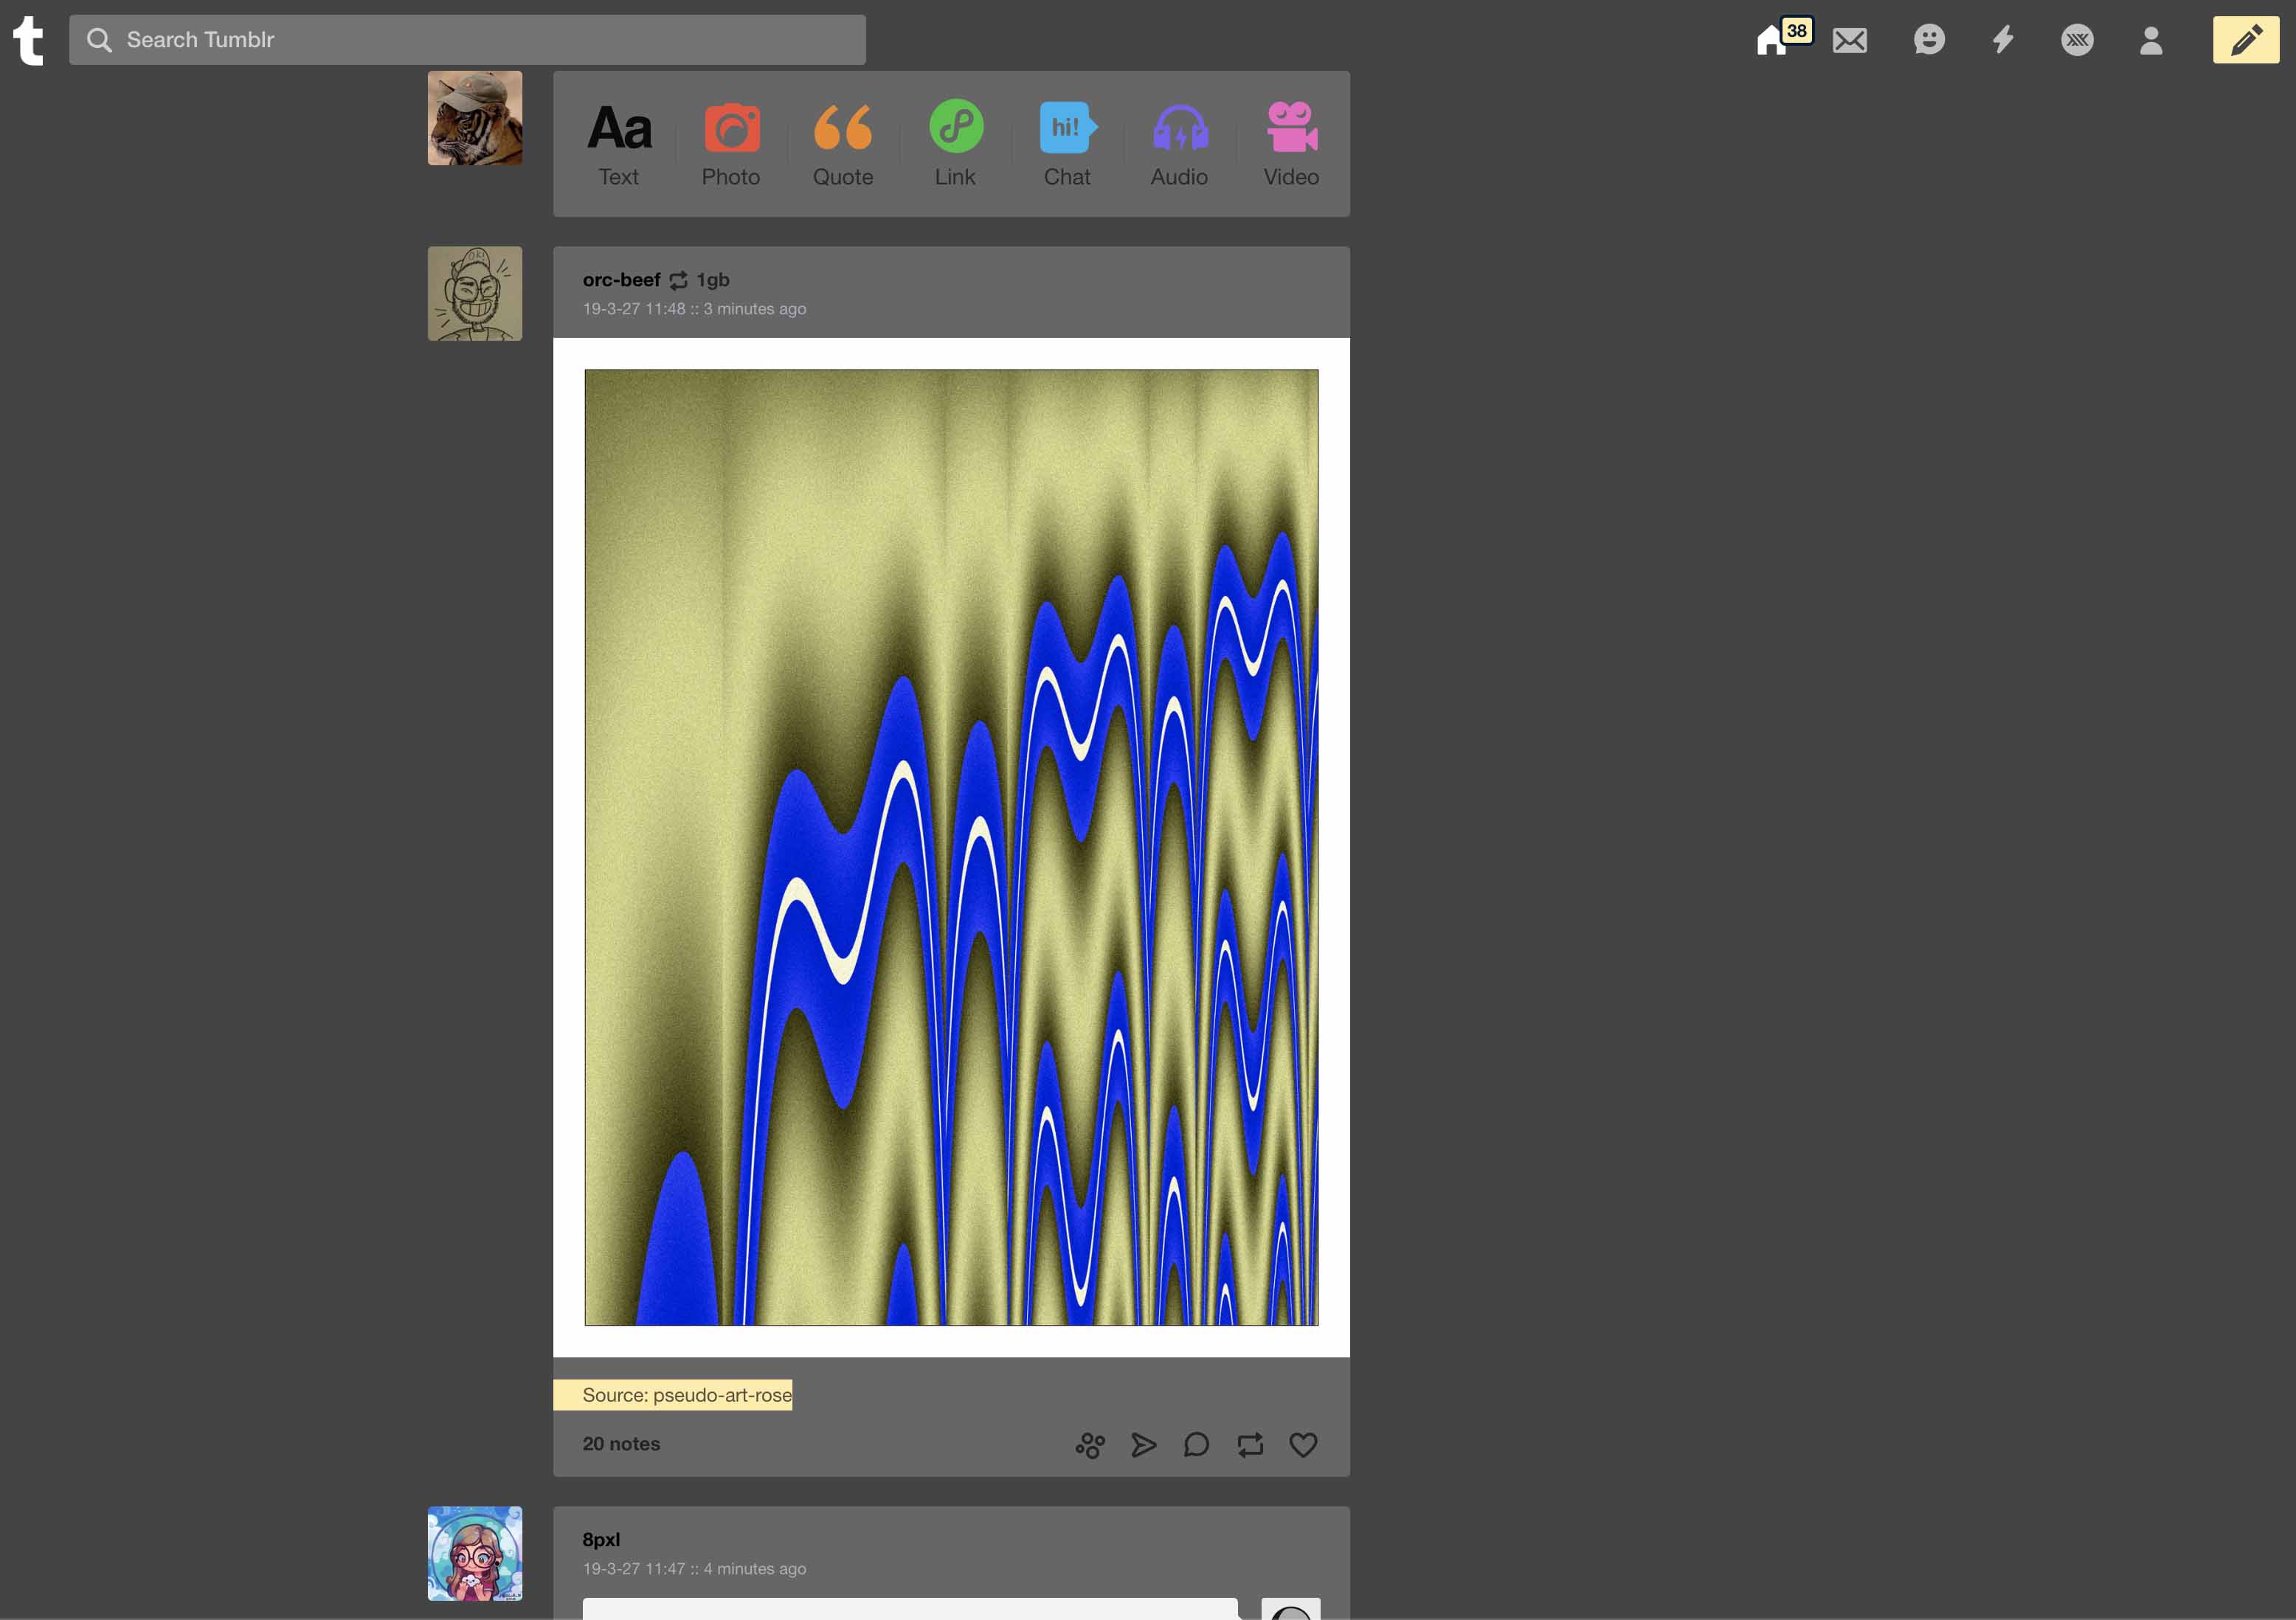 t
Search Tumblr
38
Aa
hi!
Text
Photo
Quote
Link
Chat
Audio
Video
OK!
orc-beef 1gb
19-3-27 11:48 :: 3 minutes ago
Source: pseudo-art-rose
20 notes
8pxl
19-3-27 11:47 :: 4 minutes ago